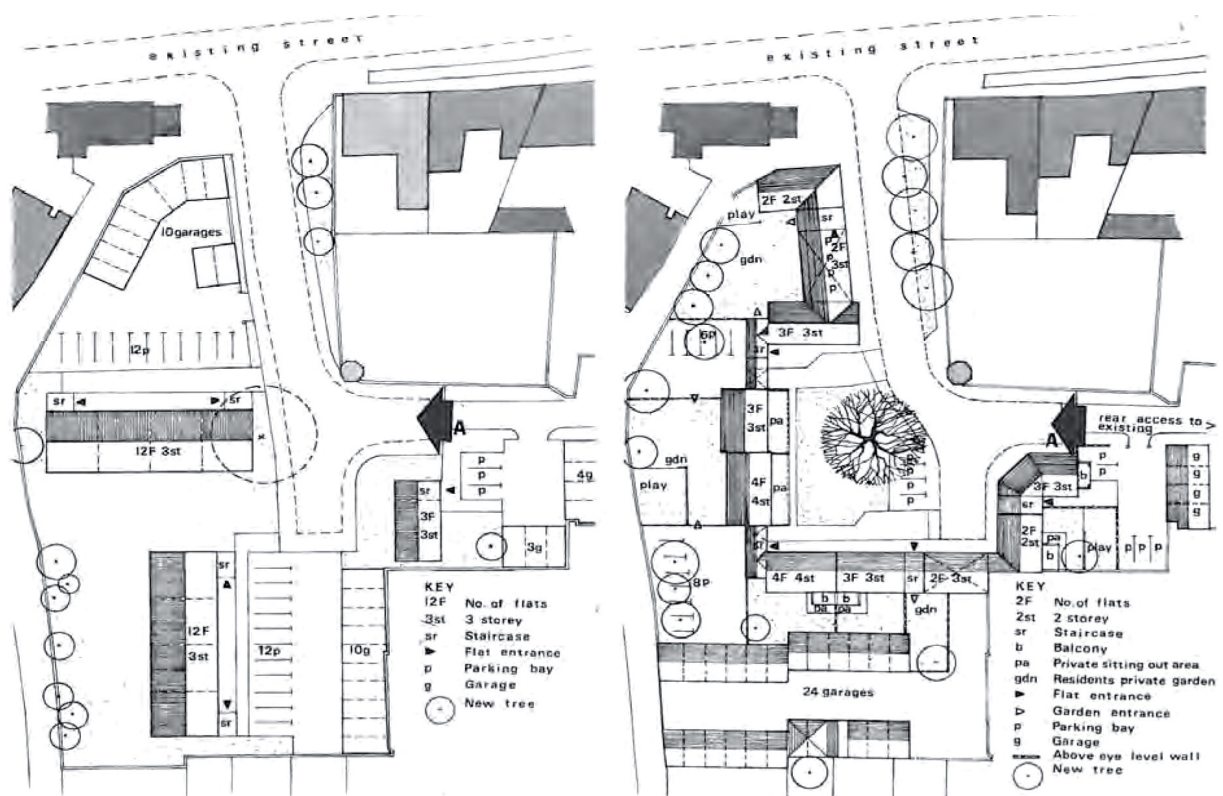 existing street
10 garages
12p
sr
sr
12F 3st
A
p
p
p
4g
sr
3F
3st
3g
sr
12F
3st
12p
10g
sr
KEY
12F No. of flats
3st 3 storey
sr Staircase
Flat entrance
p Parking bay
g Garage
New tree
existing street
2F 2st
play
sr
gdn
p
2F
p
3st
p
p
3F 3st
6p
sr
3F
3st
pa
gdn
play
4F
4st
pa
p
p
p
A
rear access to
existing
p
p
b
3F 3st
g
g
g
g
sr
2F
2st
pa
b
play
p p p
sr
8p
4F 4st
3F 3st
sr
2F 3st
b b
pa pa
gdn
24 garages
KEY
2F No. of flats
2st 2 storey
sr Staircase
b Balcony
pa Private sitting out area
gdn Residents private garden
Flat entrance
Garden entrance
p Parking bay
g Garage
Above eye level wall
New tree